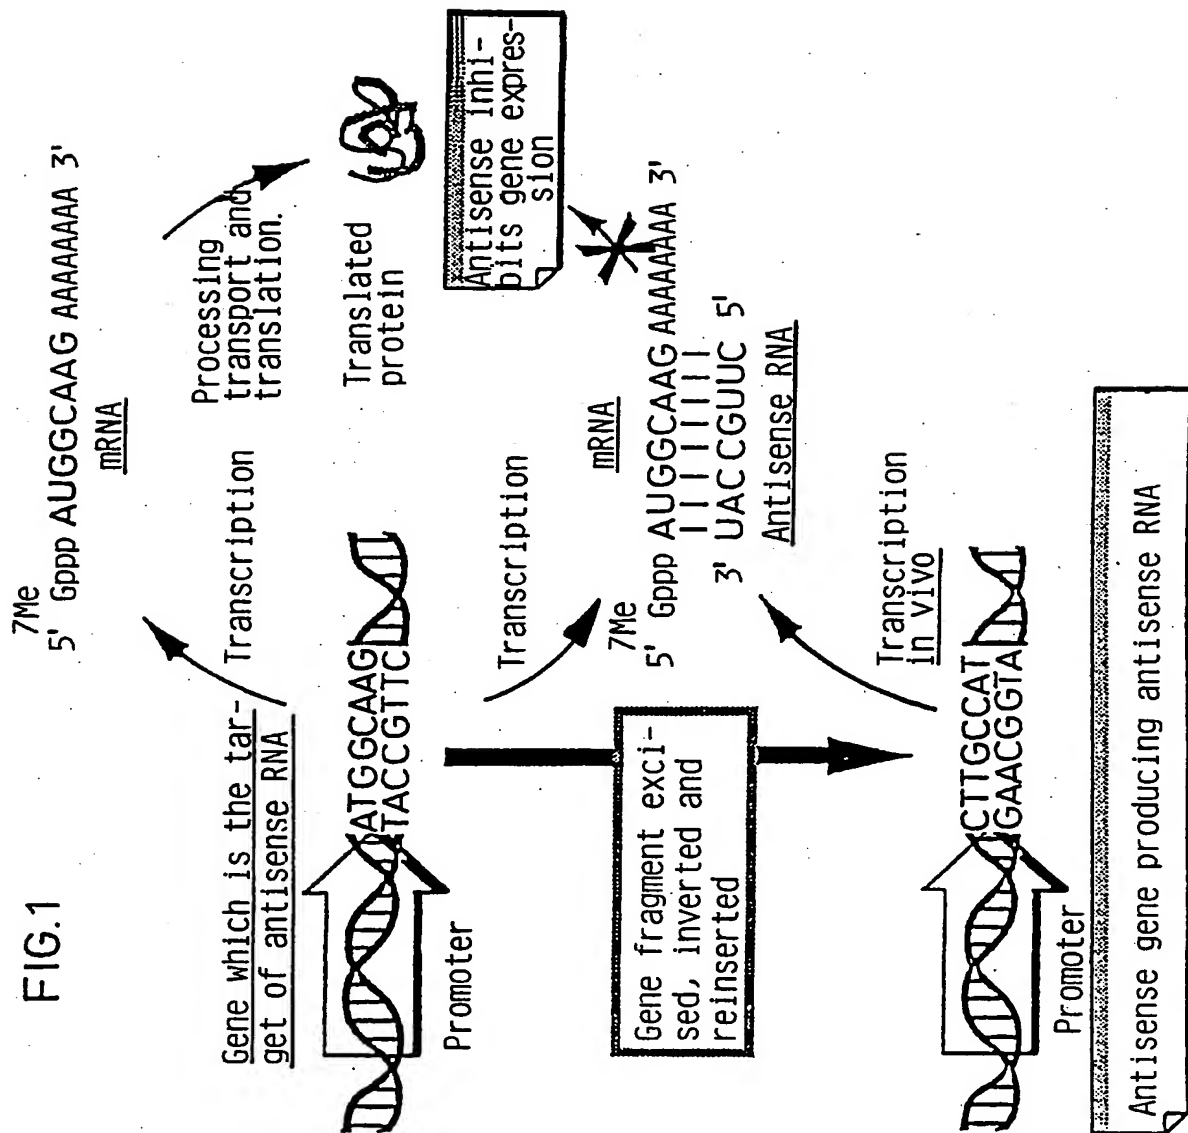 FIG.1
7Me
5' Gppp AUGGCAAG AAAAAAA 3'
mRNA
Gene which is the tar-
get of antisense RNA
Transcription
Processing
transport and
translation.
ATGGCAAG
TACCGTTC
Promoter
Translated
protein
Transcription
Antisense inhi-
bits gene expres-
sion
mRNA
7Me
5' Gppp AUGGCAAG AAAAAAA 3'
3' UACCGUUC 5'
Antisense RNA
Gene fragment exci-
sed, inverted and
reinserted
Transcription
in vivo
CTTGCCAT
GAACGGTA
Promoter
Antisense gene producing antisense RNA